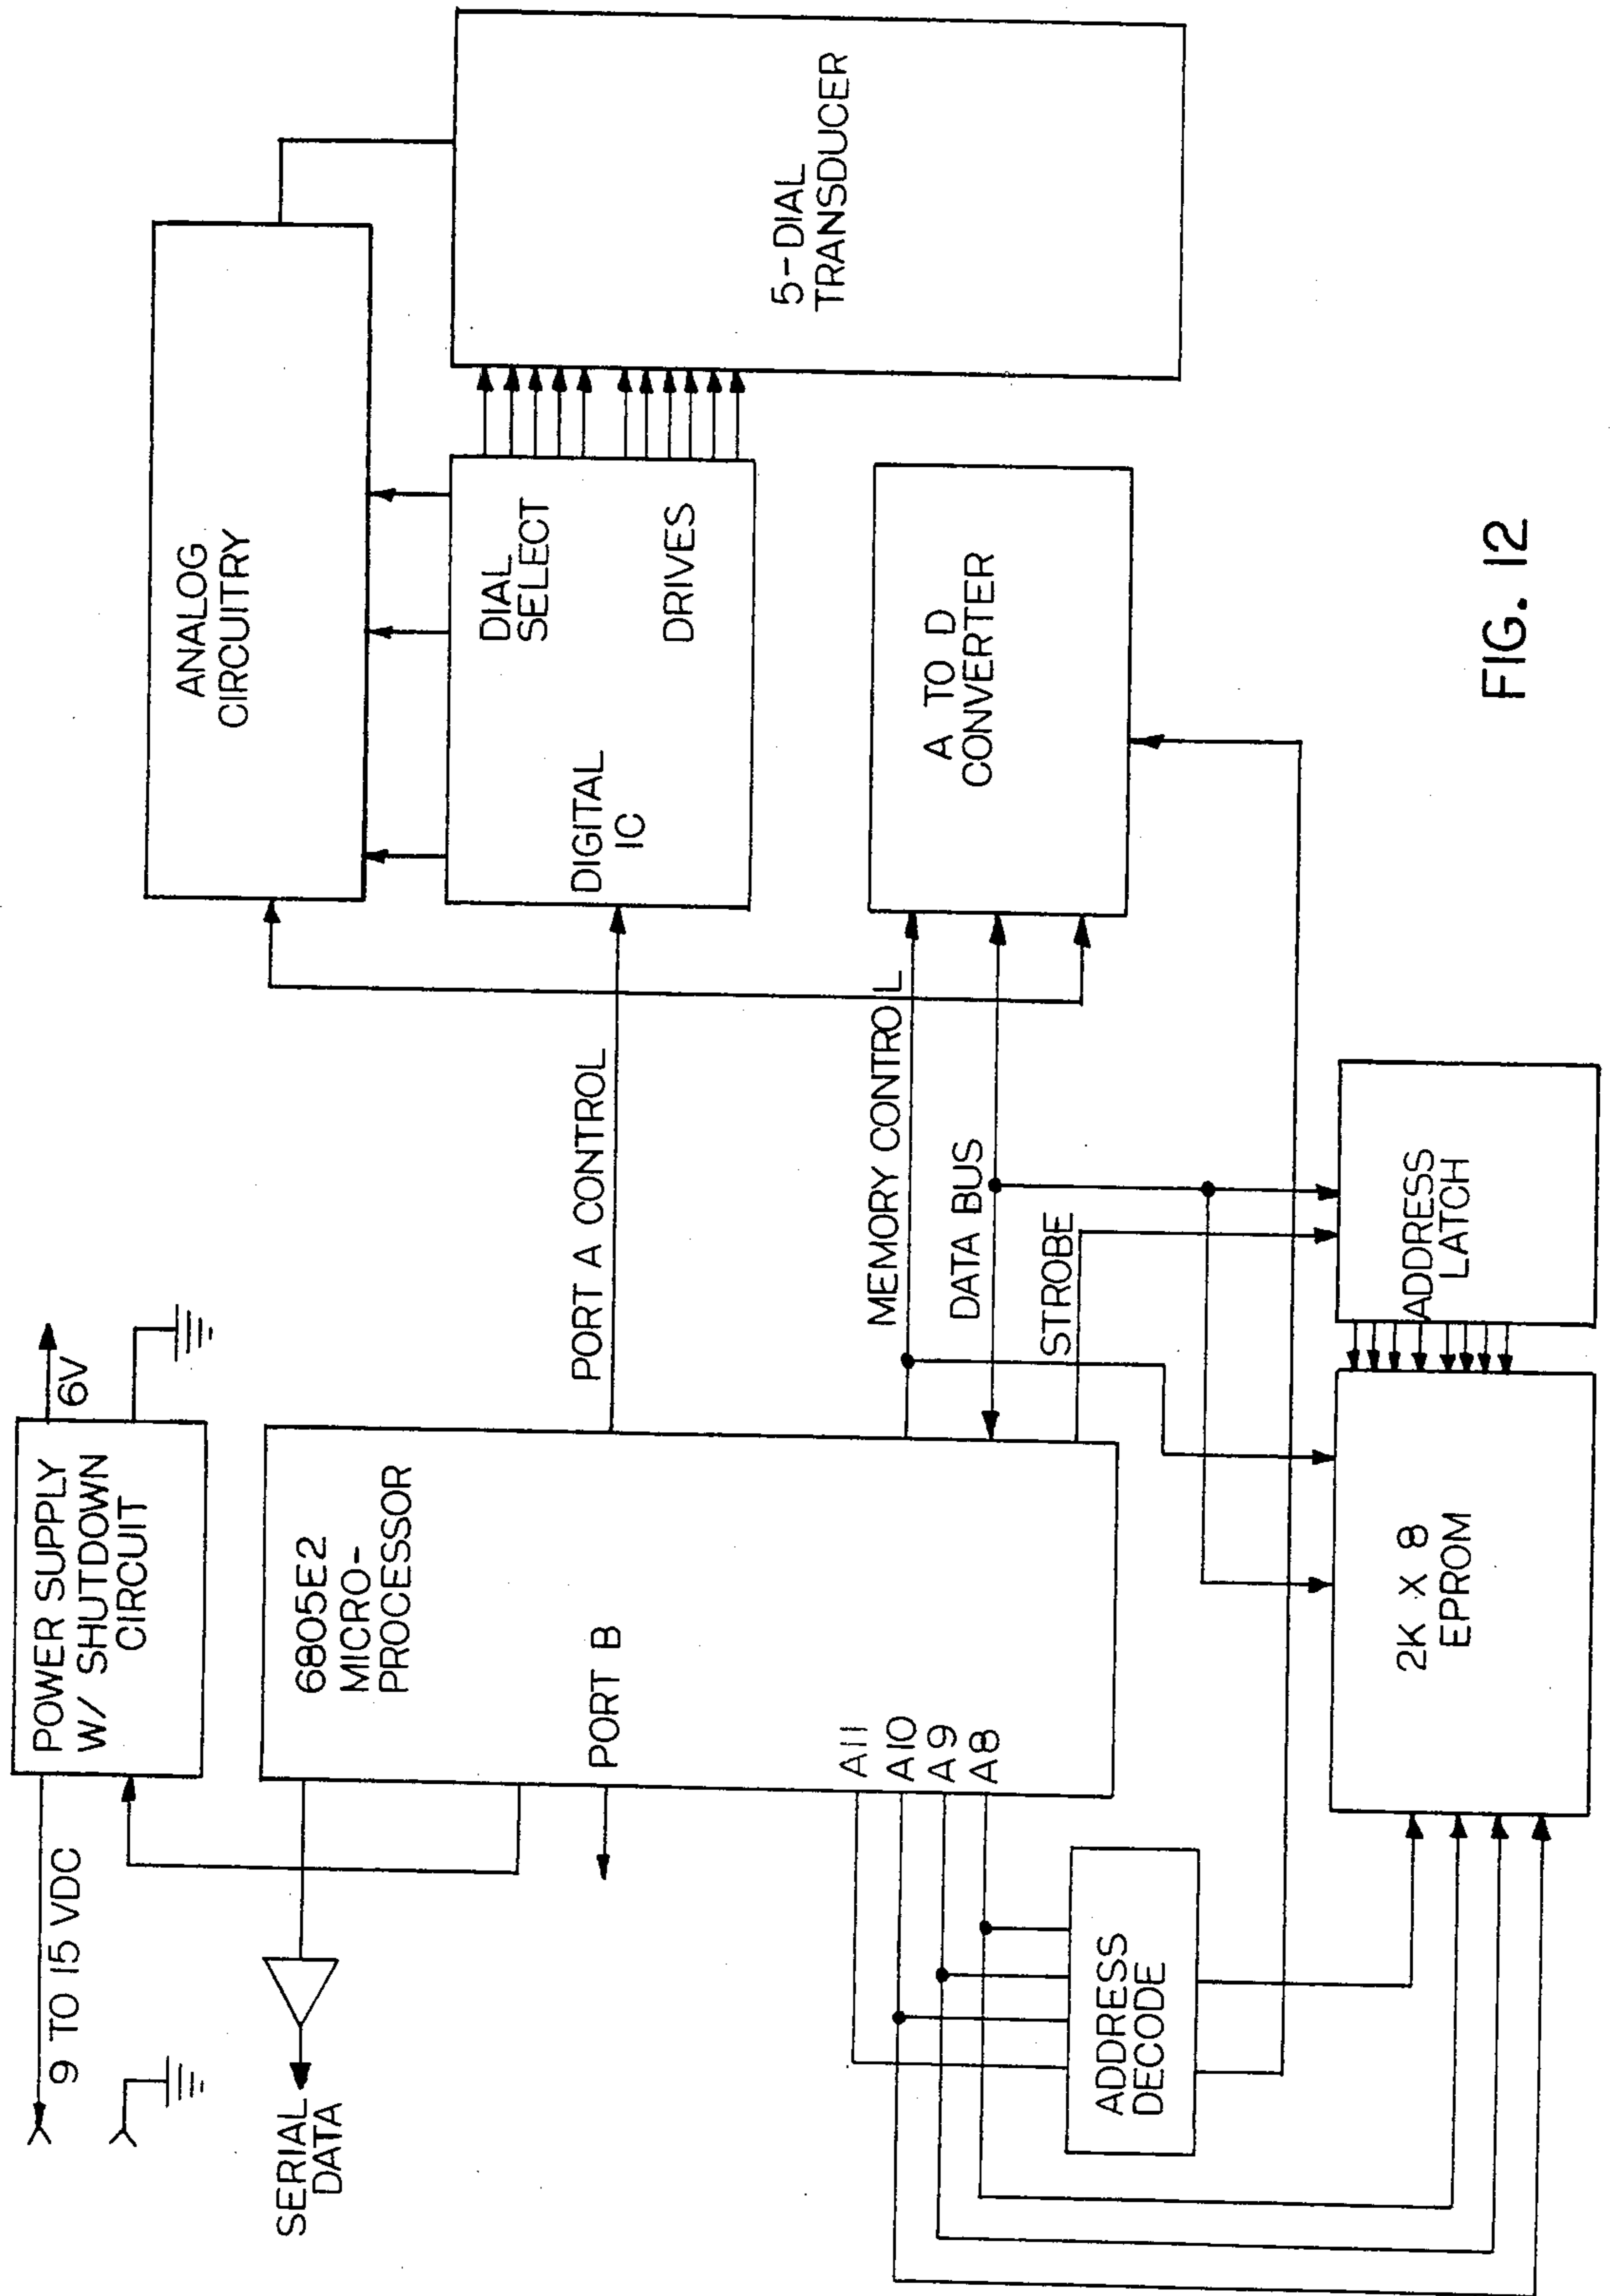 9 TO 15 VDC
POWER SUPPLY
W/ SHUTDOWN
CIRCUIT
6V
SERIAL
DATA
6805E2
MICRO-
PROCESSOR
PORT B
A11
A10
A9
A8
PORT A CONTROL
MEMORY CONTROL
DATA BUS
STROBE
ANALOG
CIRCUITRY
DIGITAL
IC
DIAL
SELECT
DRIVES
5-DIAL
TRANSDUCER
A TO D
CONVERTER
ADDRESS
DECODE
2K X 8
EPROM
ADDRESS
LATCH
FIG. 12